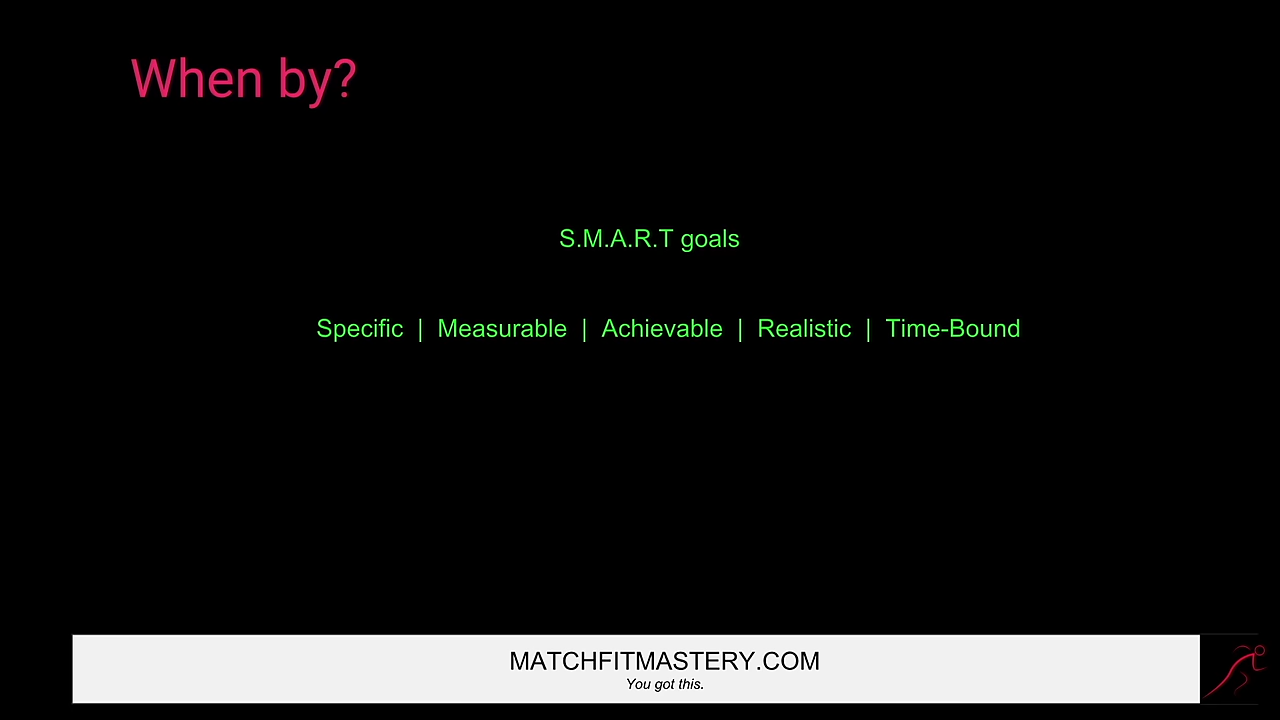 When by?
S.M.A.R.T goals
Specific | Measurable | Achievable | Realistic | Time-Bound
MATCHFITMASTERY.COM
You got this.